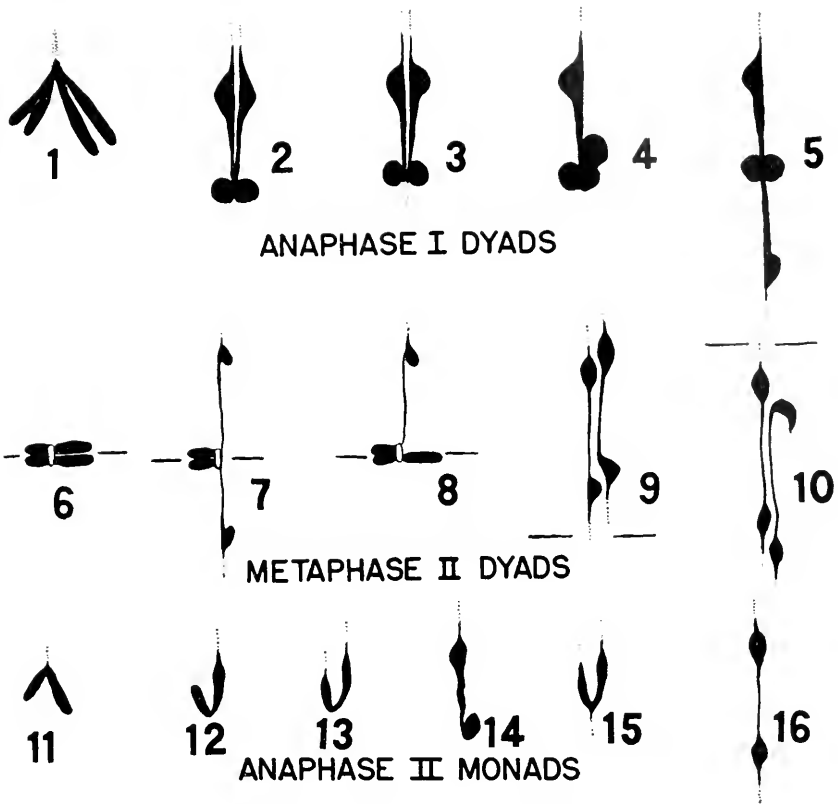 1 2 3 4 5
ANAPHASE I DYADS
6 7 8 9 10
METAPHASE II DYADS
11 12 13 14 15 16
ANAPHASE II MONADS